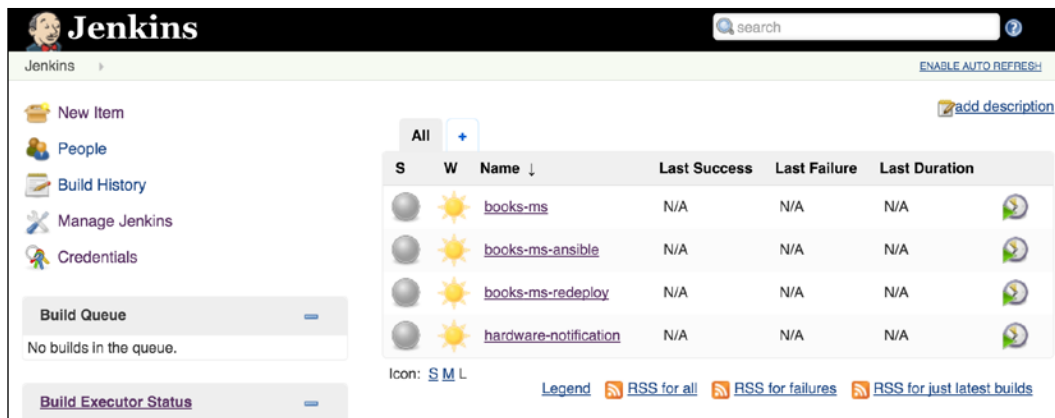 Jenkins
search
Jenkins
ENABLE AUTO REFRESH
New Item
People
Build History
Manage Jenkins
Credentials
Build Queue
No builds in the queue.
Build Executor Status
add description
All +
S W Name ↓ Last Success Last Failure Last Duration
books-ms N/A N/A N/A
books-ms-ansible N/A N/A N/A
books-ms-redeploy N/A N/A N/A
hardware-notification N/A N/A N/A
Icon: S M L
Legend RSS for all RSS for failures RSS for just latest builds